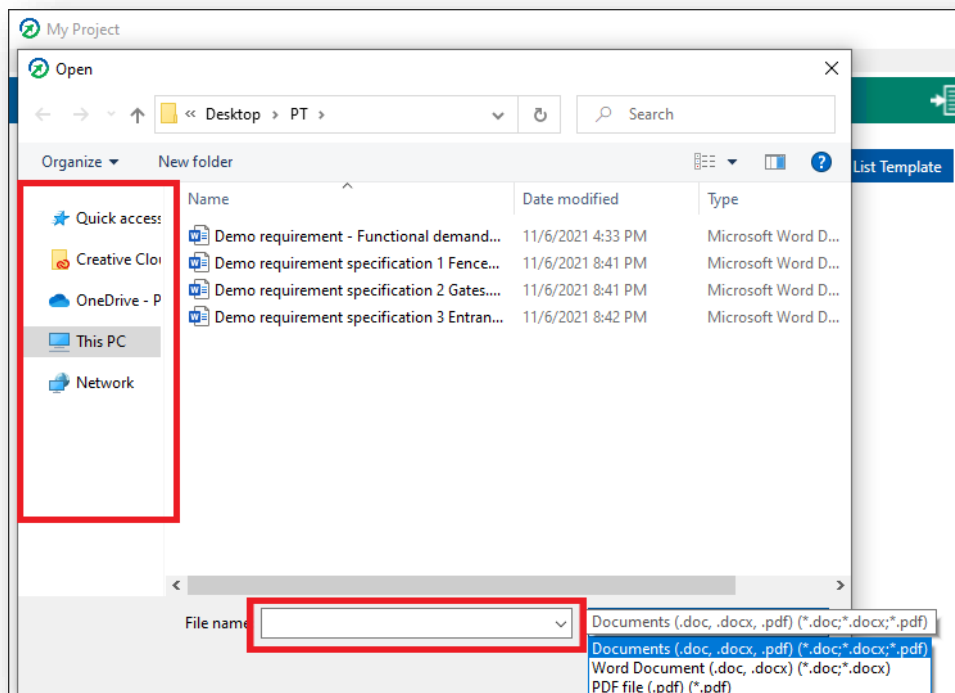 My Project
Open
« Desktop › PT ›
Search
Organize
New folder
?
List Template
Name
Date modified
Type
Quick access
Creative Clou
OneDrive - P
This PC
Network
Demo requirement - Functional demand... 11/6/2021 4:33 PM Microsoft Word D...
Demo requirement specification 1 Fence... 11/6/2021 8:41 PM Microsoft Word D...
Demo requirement specification 2 Gates.... 11/6/2021 8:41 PM Microsoft Word D...
Demo requirement specification 3 Entran... 11/6/2021 8:42 PM Microsoft Word D...
File name
Documents (.doc, .docx, .pdf) (*.doc;*.docx;*.pdf)
Documents (.doc, .docx, .pdf) (*.doc;*.docx;*.pdf)
Word Document (.doc, .docx) (*.doc;*.docx)
PDF file (.pdf) (*.pdf)